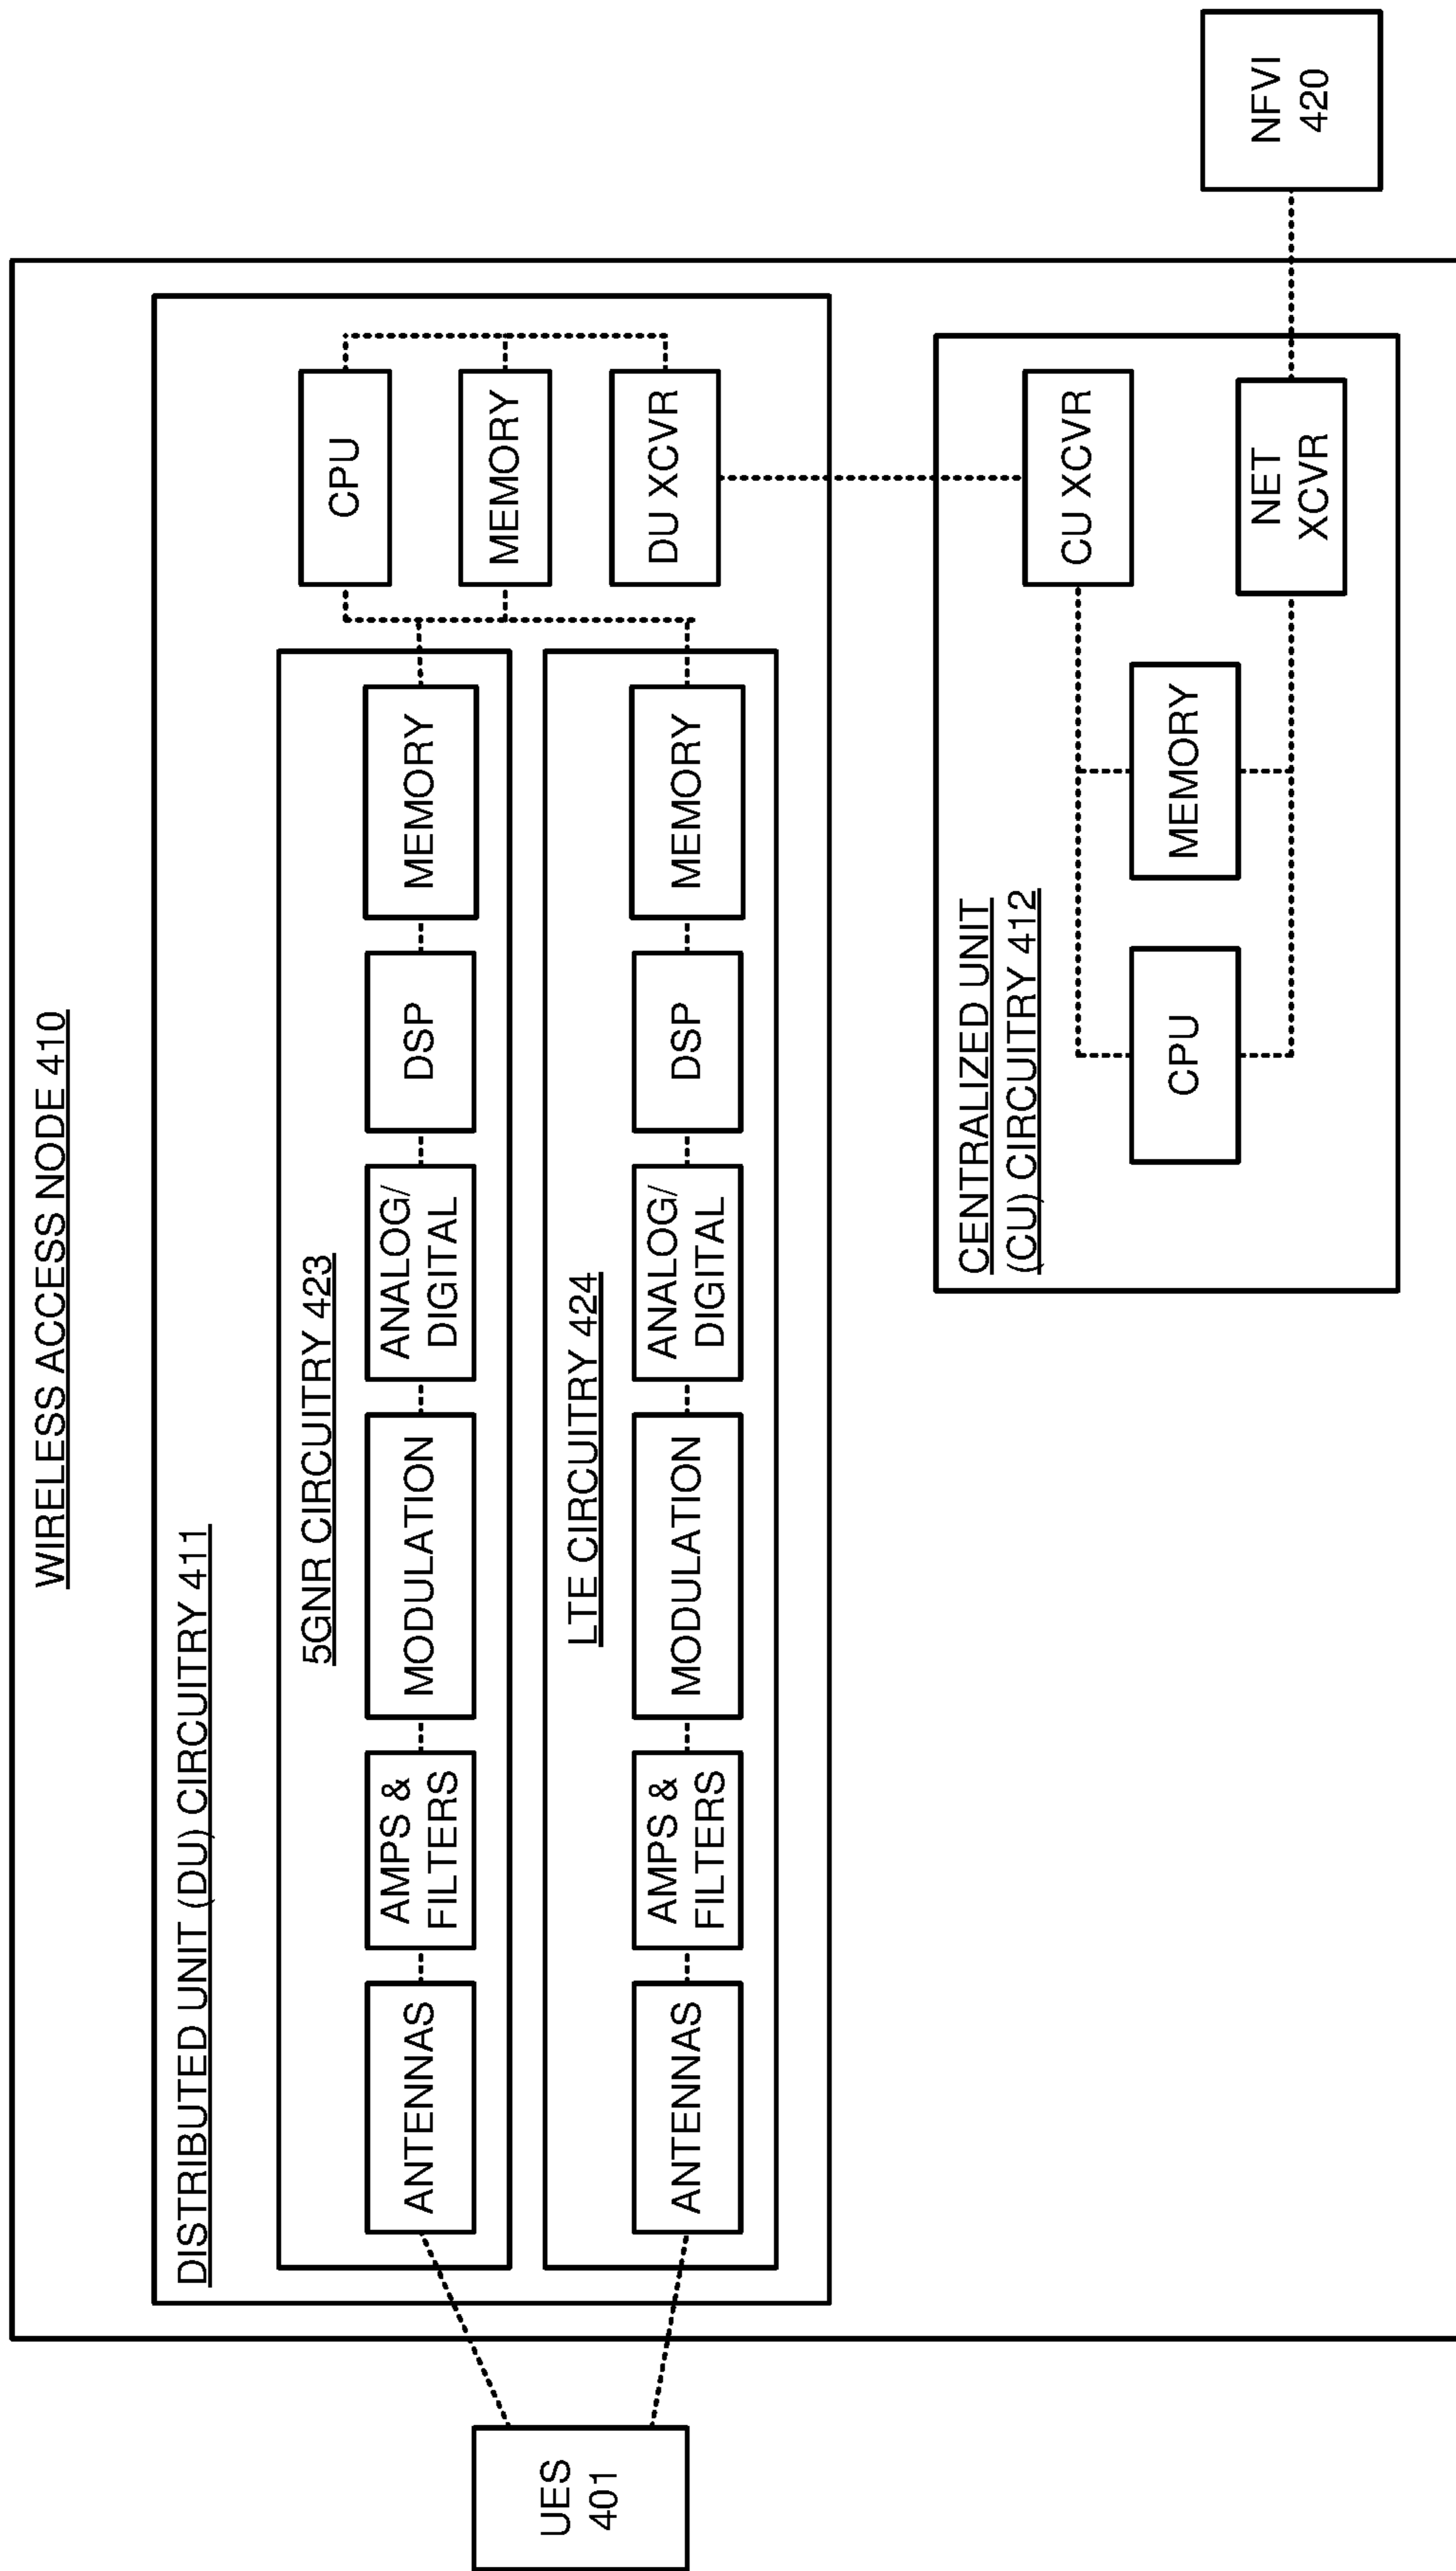 WIRELESS ACCESS NODE 410
DISTRIBUTED UNIT (DU) CIRCUITRY 411
5GNR CIRCUITRY 423
ANTENNAS
AMPS &
FILTERS
MODULATION
ANALOG/
DIGITAL
DSP
MEMORY
LTE CIRCUITRY 424
ANTENNAS
AMPS &
FILTERS
MODULATION
ANALOG/
DIGITAL
DSP
MEMORY
CPU
MEMORY
DU XCVR
UES
401
CENTRALIZED UNIT
(CU) CIRCUITRY 412
CPU
MEMORY
CU XCVR
NET
XCVR
NFVI
420